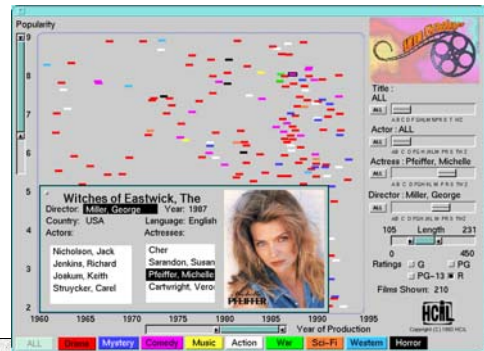 Popularity
9
8
7
6
5
4
3
2
1960 1965 1970 1975 1980 1985 1990 1995
Year of Production
Witches of Eastwick, The
Director: Miller, George Year: 1987
Country: USA Language: English
Actors: Actresses:
Nicholson, Jack
Jenkins, Richard
Joakum, Keith
Struycker, Carel
Cher
Sarandon, Susan
Pfeiffer, Michelle
Cartwright, Vero
PFEIFFER
Title :
ALL
ALL
Actor : ALL
ALL
Actress : Pfeiffer, Michelle
ALL
Director : Miller, George
ALL
105 Length 231
0 450
Ratings G PG
PG-13 R
Films Shown: 210
HCIL
Copyright (C) 1993 HCIL
ALL Drama Mystery Comedy Music Action War Sci-Fi Western Horror